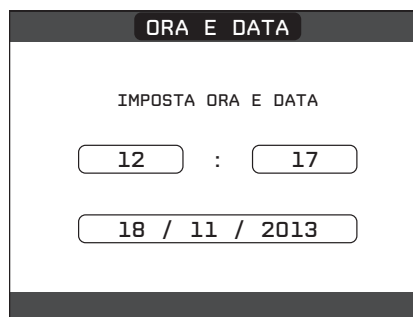 ORA E DATA
IMPOSTA ORA E DATA
12 : 17
18 / 11 / 2013